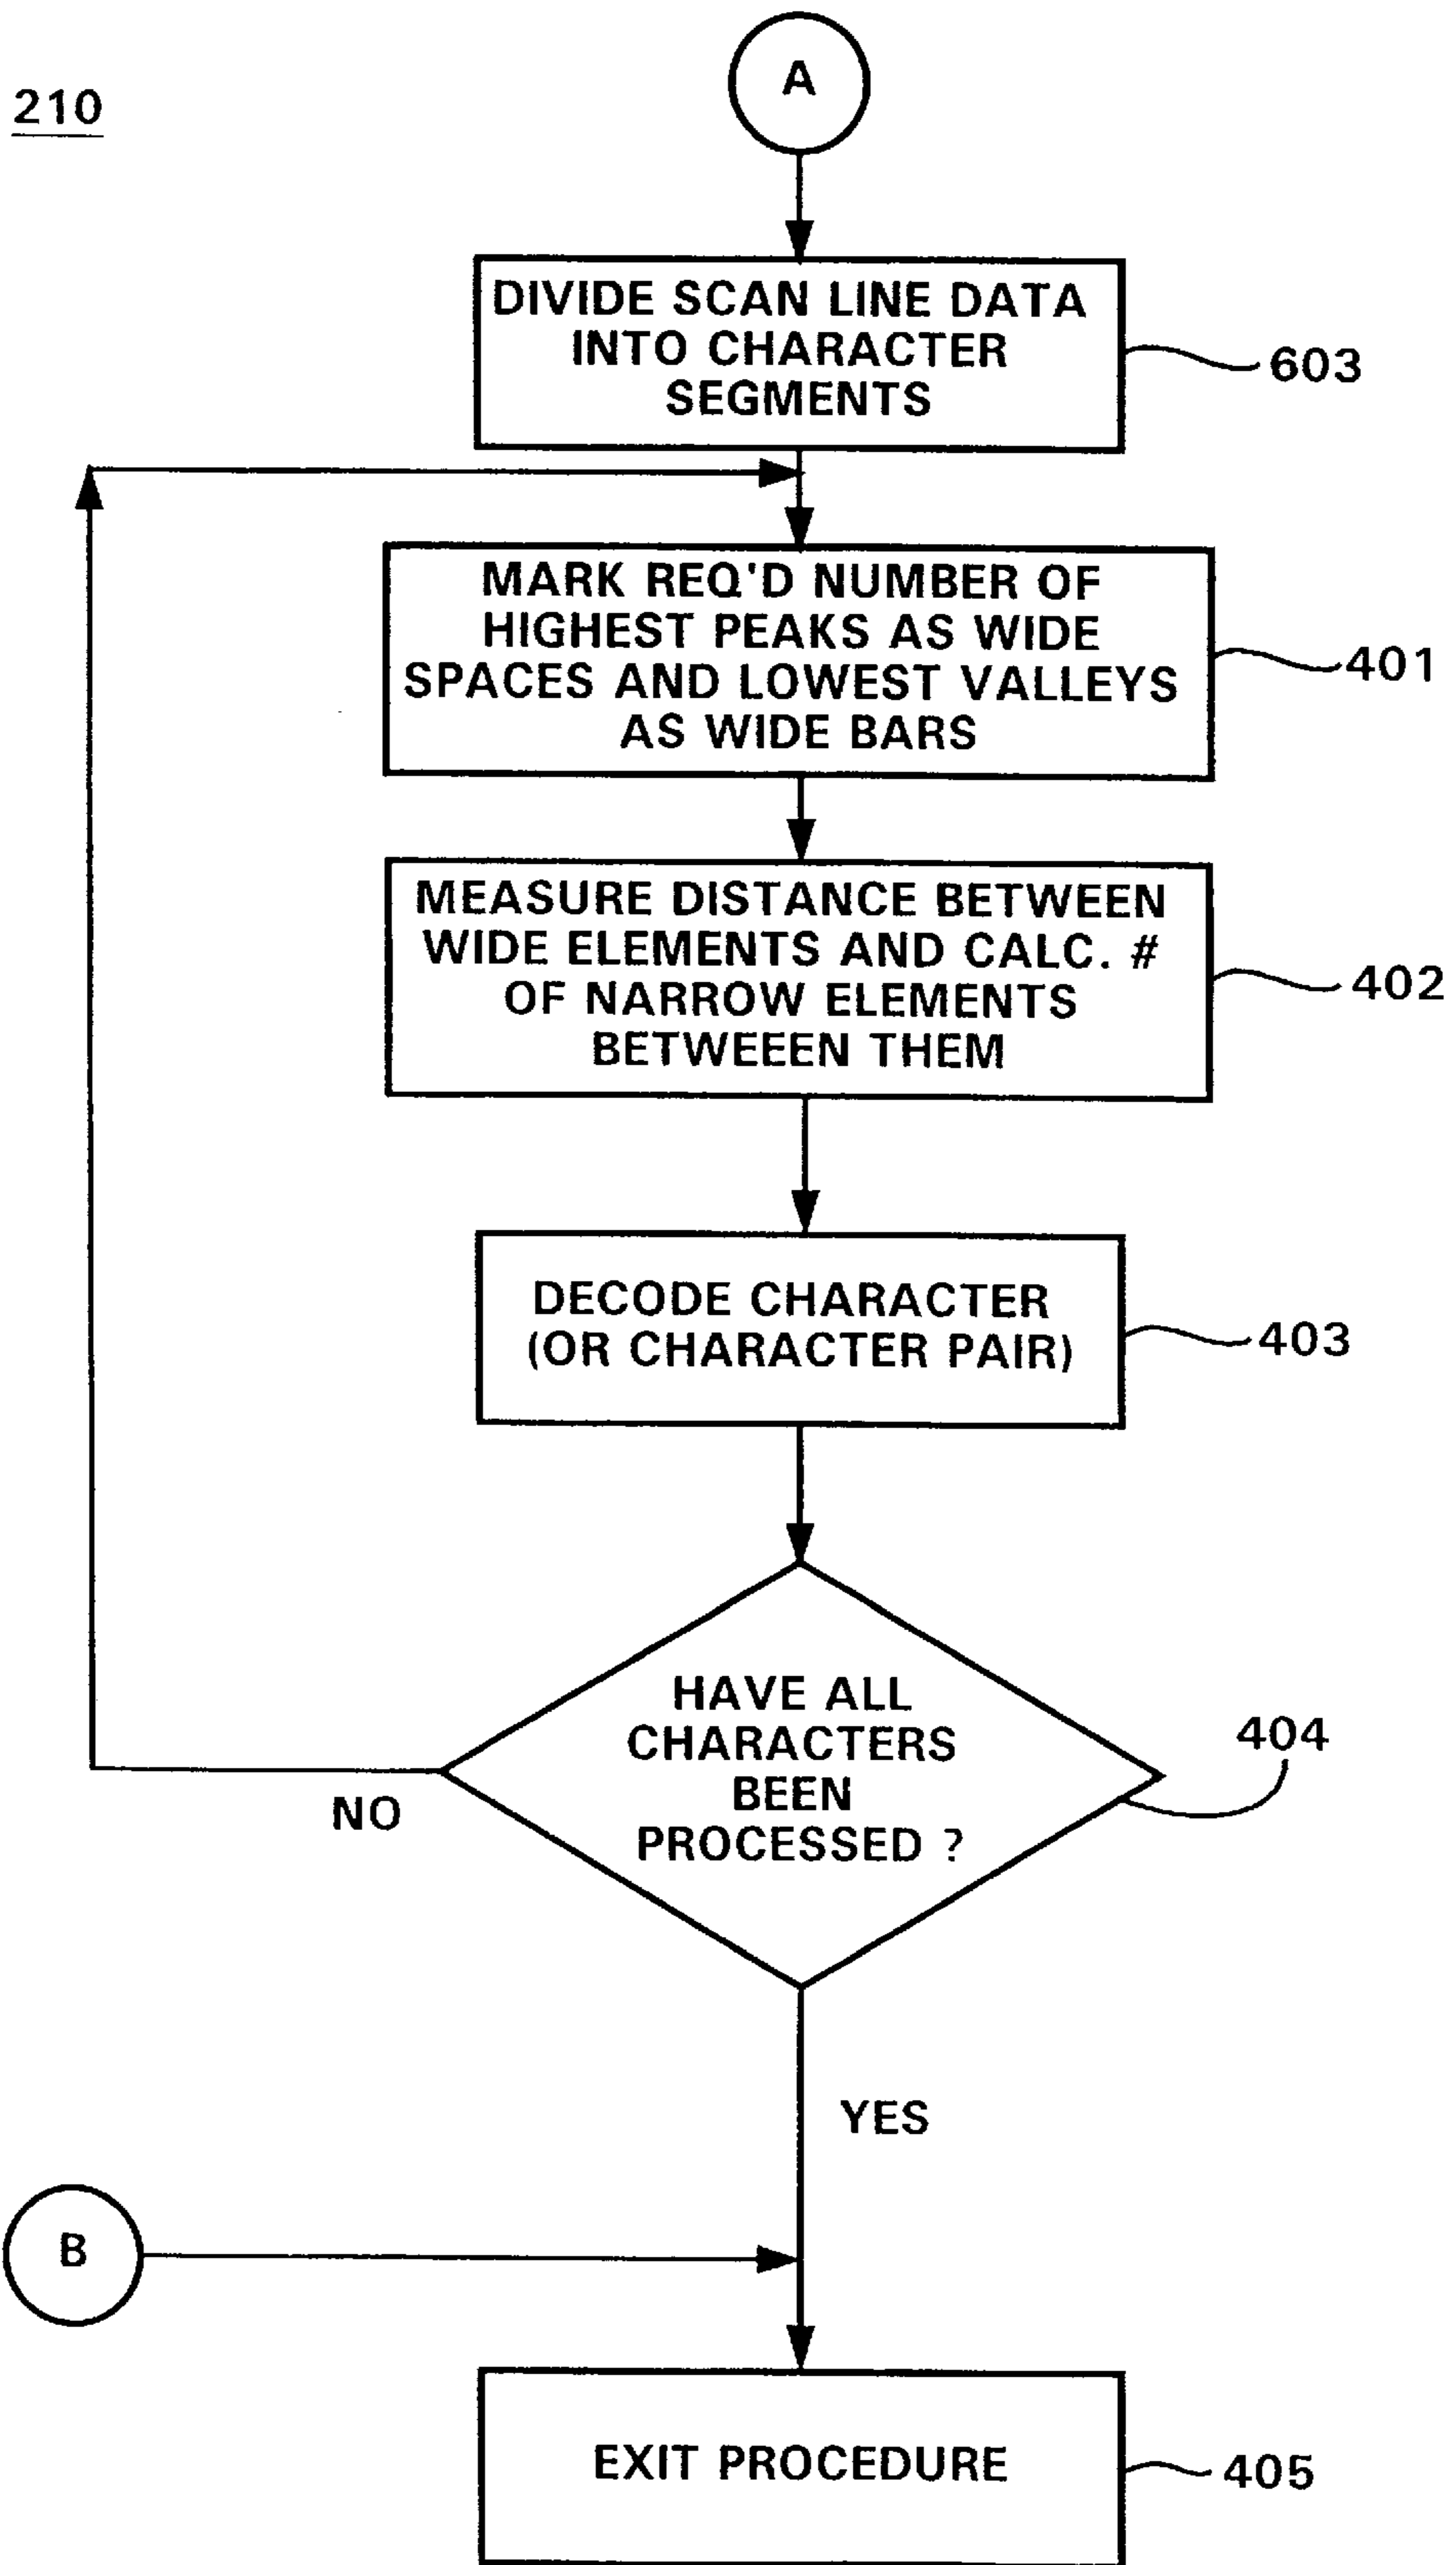 A
210
DIVIDE SCAN LINE DATA
INTO CHARACTER
SEGMENTS
603
MARK REQ'D NUMBER OF
HIGHEST PEAKS AS WIDE
SPACES AND LOWEST VALLEYS
AS WIDE BARS
401
MEASURE DISTANCE BETWEEN
WIDE ELEMENTS AND CALC. #
OF NARROW ELEMENTS
BETWEEEN THEM
402
DECODE CHARACTER
(OR CHARACTER PAIR)
403
HAVE ALL
CHARACTERS
BEEN
PROCESSED ?
404
NO
YES
B
EXIT PROCEDURE
405